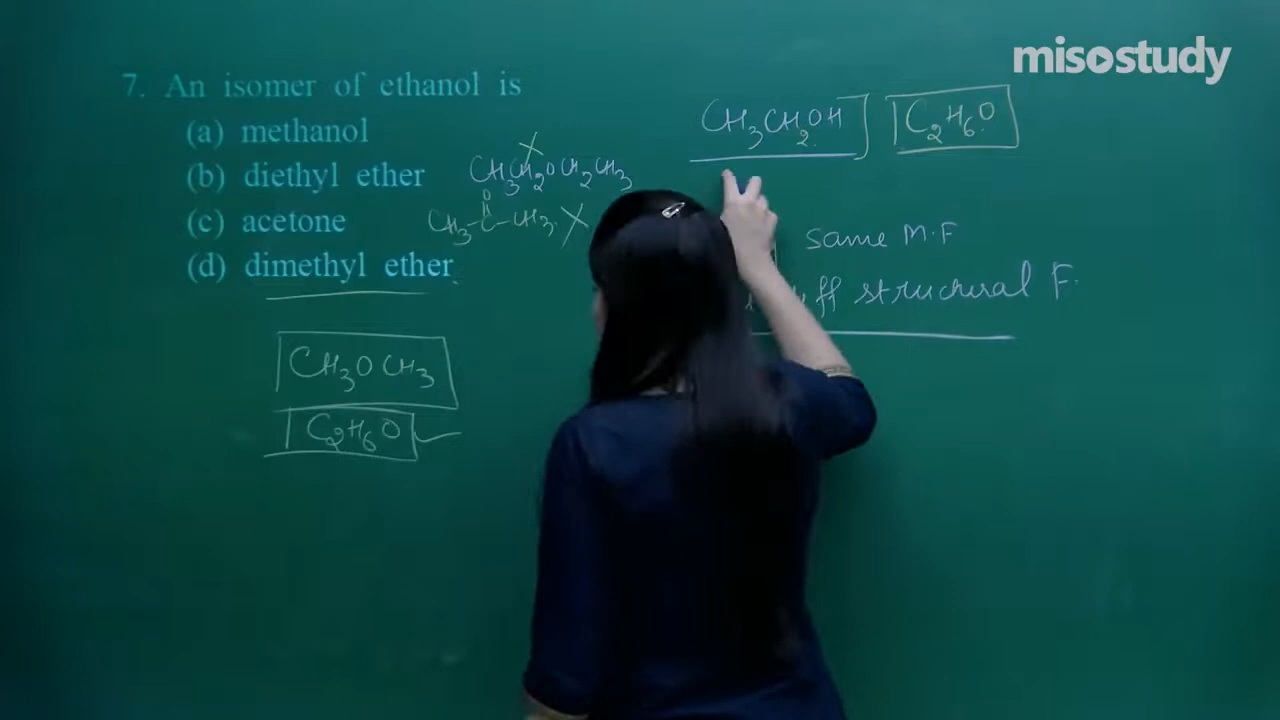 misostudy
7. An isomer of ethanol is
(a) methanol
(b) diethyl ether
(c) acetone
(d) dimethyl ether
CH3CH2OH
C2H6O
CH3CH2OCH2CH3
O
CH3-C-CH3
same M.F
structural F.
CH3OCH3
C2H6O